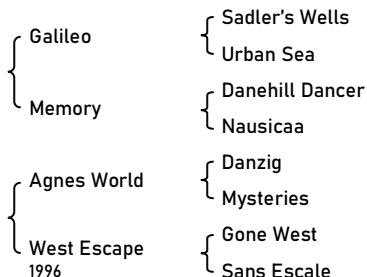 Galileo
Sadler's Wells
Urban Sea
Memory
Danehill Dancer
Nausicaa
Agnes World
Danzig
Mysteries
West Escape
1996
Gone West
Sans Escale